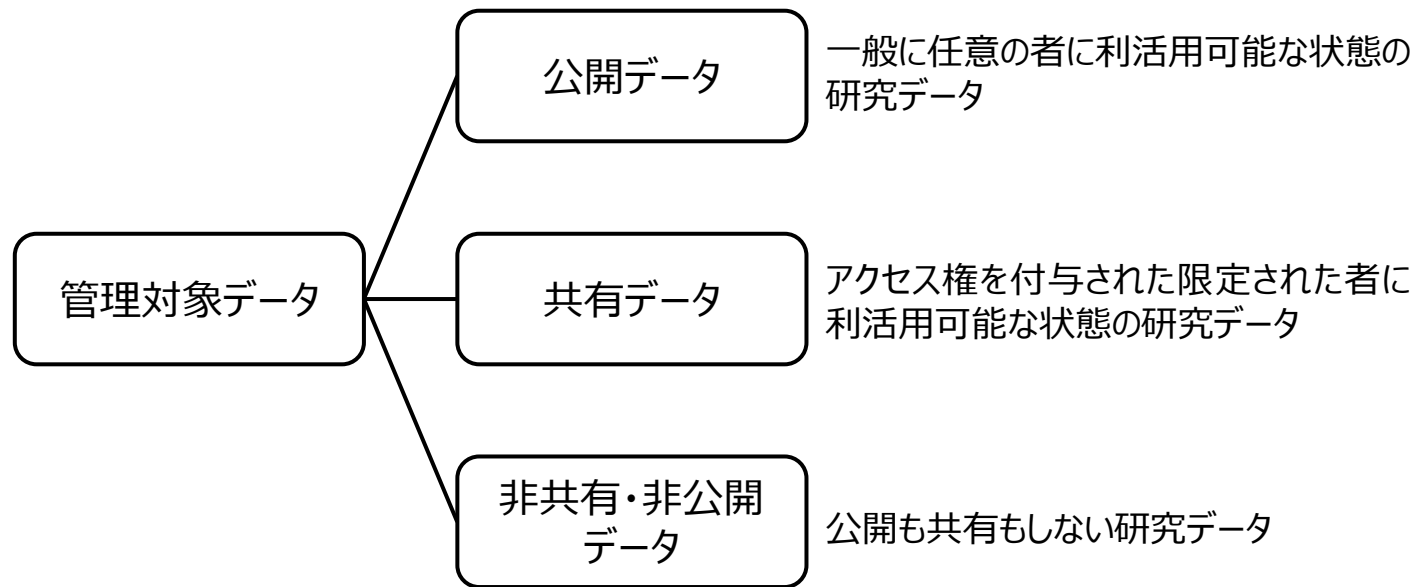 公開データ
一般に任意の者に利活用可能な状態の
研究データ
管理対象データ
共有データ
アクセス権を付与された限定された者に
利活用可能な状態の研究データ
非共有・非公開
データ
公開も共有もしない研究データ